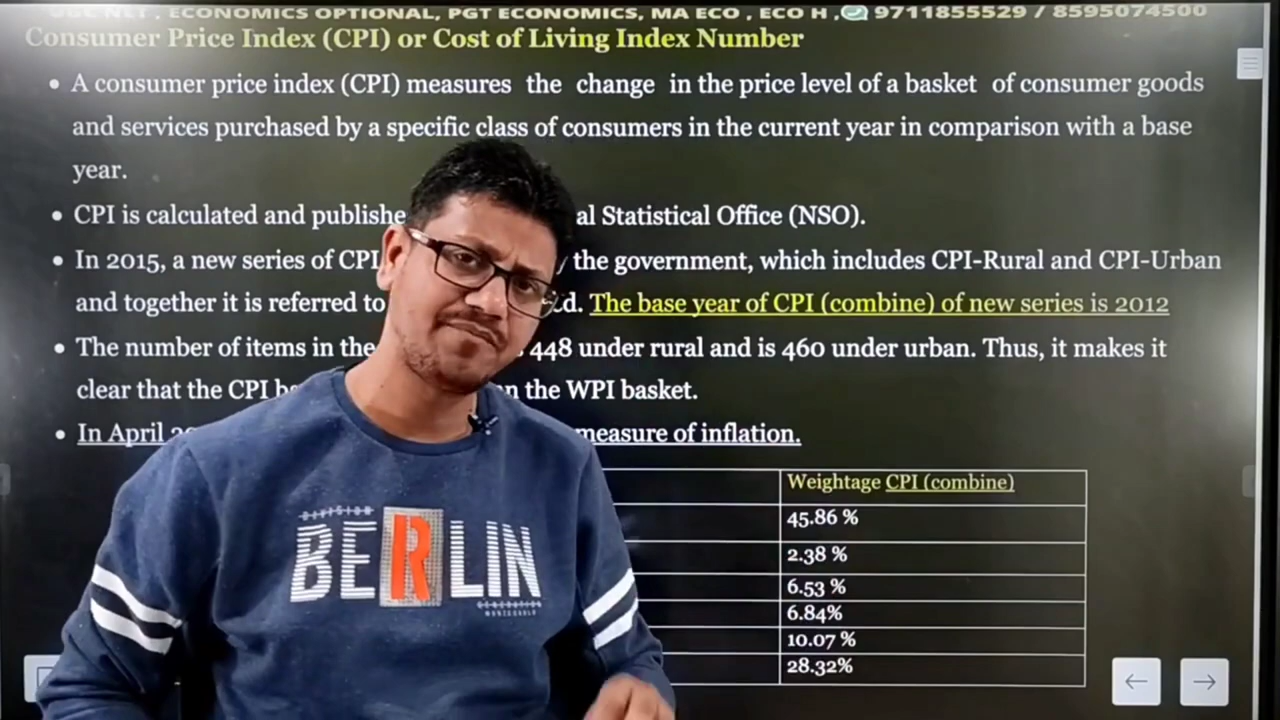 UGC NET , ECONOMICS OPTIONAL, PGT ECONOMICS, MA ECO , ECO H , 9711855529 / 8595074500
Consumer Price Index (CPI) or Cost of Living Index Number
• A consumer price index (CPI) measures the change in the price level of a basket of consumer goods
and services purchased by a specific class of consumers in the current year in comparison with a base
year.
• CPI is calculated and publishe al Statistical Office (NSO).
• In 2015, a new series of CPI the government, which includes CPI-Rural and CPI-Urban
and together it is referred to d. The base year of CPI (combine) of new series is 2012
• The number of items in the 448 under rural and is 460 under urban. Thus, it makes it
clear that the CPI n the WPI basket.
• In April measure of inflation.
Weightage CPI (combine)
45.86 %
2.38 %
6.53 %
6.84%
10.07 %
28.32%
BERLIN